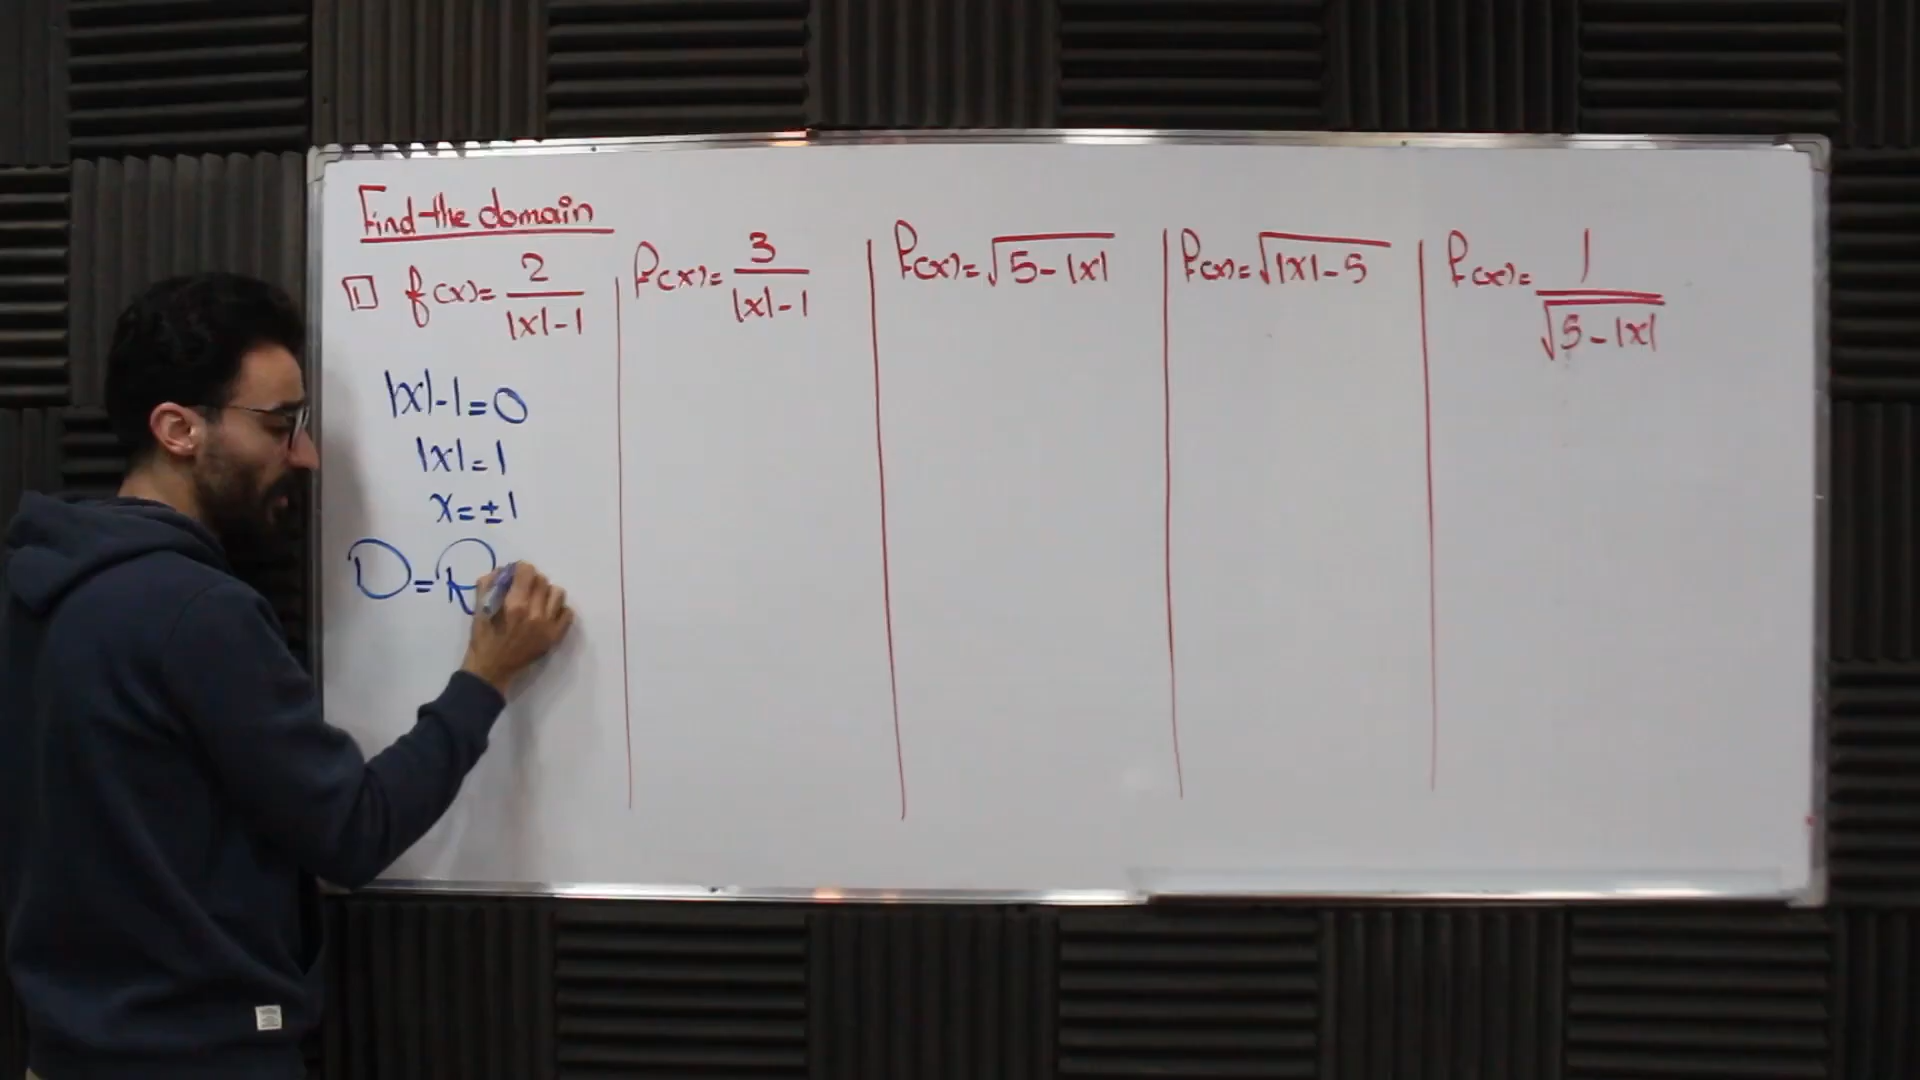 Find the domain
1 f(x) = 2 / |x| - 1
|x| - 1 = 0
|x| = 1
x = ± 1
D = R
f(x) = 3 / |x| - 1
f(x) = √5 - |x|
f(x) = √|x| - 5
f(x) = 1 / √5 - |x|